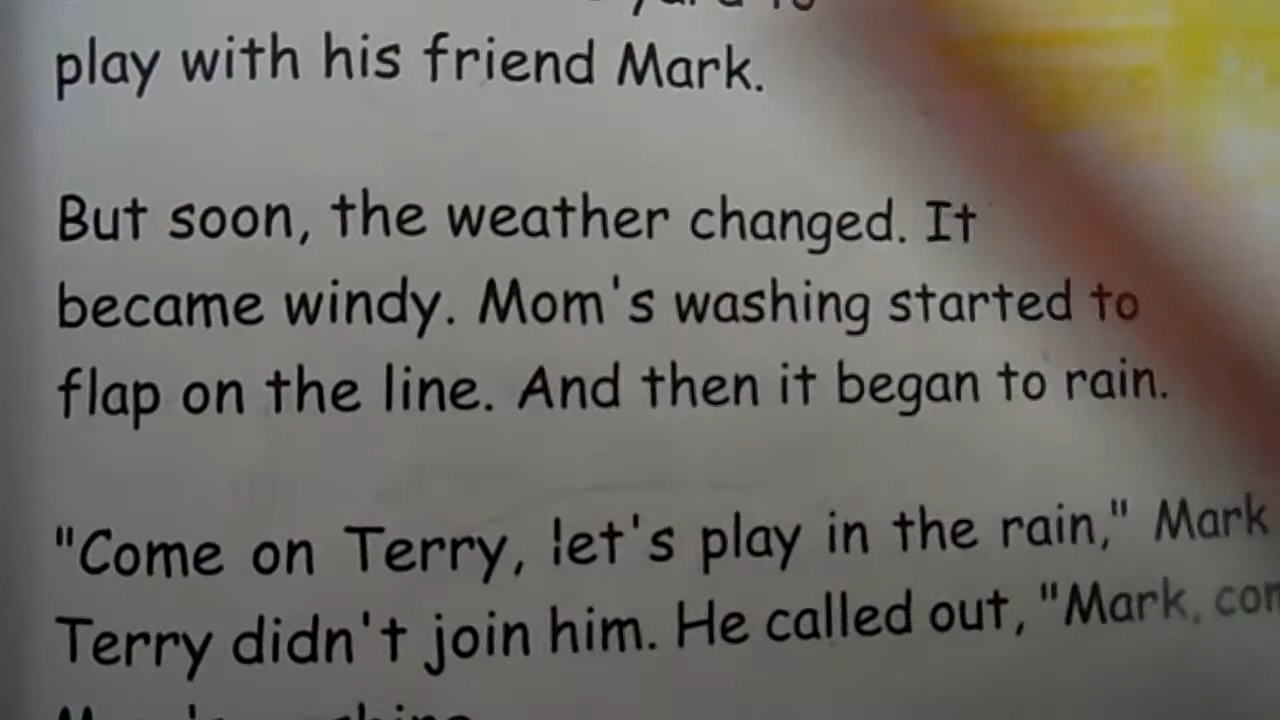 play with his friend Mark.
But soon, the weather changed. It
became windy. Mom's washing started to
flap on the line. And then it began to rain.
"Come on Terry, let's play in the rain," Mark
Terry didn't join him. He called out, "Mark,